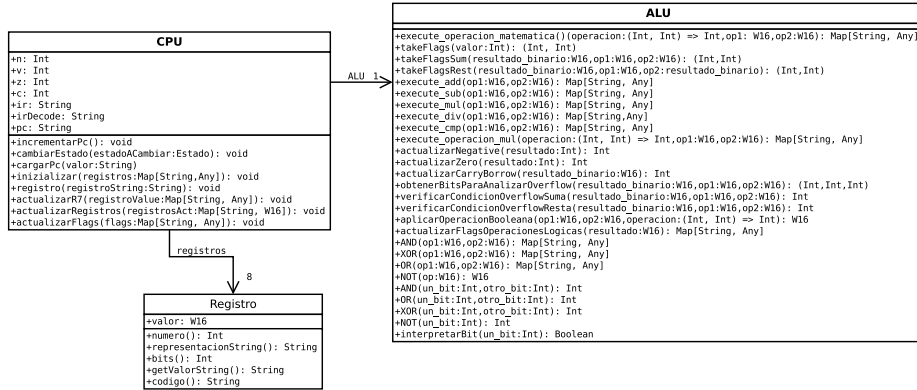 CPU
+n: Int
+v: Int
+z: Int
+c: Int
+ir: String
+irDecode: String
+pc: String
+incrementarPc(): void
+cambiarEstado(estadoACambiar:Estado): void
+cargarPc(valor:String)
+inizializar(registros:Map[String,Any]): void
+registro(registroString:String): void
+actualizarR7(registroValue:Map[String, Any]): void
+actualizarRegistros(registrosAct:Map[String, W16]): void
+actualizarFlags(flags:Map[String, Any]): void
ALU 1
ALU
+execute_operacion_matematica()(operacion:(Int, Int) => Int,op1: W16,op2:W16): Map[String, Any]
+takeFlags(valor:Int): (Int, Int)
+takeFlagsSum(resultado_binario:W16,op1:W16,op2:W16): (Int,Int)
+takeFlagsRest(resultado_binario:W16,op1:W16,op2:resultado_binario): (Int,Int)
+execute_add(op1:W16,op2:W16): Map[String, Any]
+execute_sub(op1:W16,op2:W16): Map[String, Any]
+execute_mul(op1:W16,op2:W16): Map[String, Any]
+execute_div(op1:W16,op2:W16): Map[String,Any]
+execute_cmp(op1:W16,op2:W16): Map[String, Any]
+execute_operacion_mul(operacion:(Int, Int) => Int,op1:W16,op2:W16): Map[String, Any]
+actualizarNegative(resultado:Int): Int
+actualizarZero(resultado:Int): Int
+actualizarCarryBorrow(resultado_binario:W16): Int
+obtenerBitsParaAnalizarOverflow(resultado_binario:W16,op1:W16,op2:W16): (Int,Int,Int)
+verificarCondicionOverflowSuma(resultado_binario:W16,op1:W16,op2:W16): Int
+verificarCondicionOverflowResta(resultado_binario:W16,op1:W16,op2:W16): Int
+aplicarOperacionBooleana(op1:W16,op2:W16,operacion:(Int, Int) => Int): W16
+actualizarFlagsOperacionesLogicas(resultado:W16): Map[String, Any]
+AND(op1:W16,op2:W16): Map[String, Any]
+XOR(op1:W16,op2:W16): Map[String, Any]
+OR(op1:W16,op2:W16): Map[String, Any]
+NOT(op:W16): W16
+AND(un_bit:Int,otro_bit:Int): Int
+OR(un_bit:Int,otro_bit:Int): Int
+XOR(un_bit:Int,otro_bit:Int): Int
+NOT(un_bit:Int): Int
+interpretarBit(un_bit:Int): Boolean
registros
8
Registro
+valor: W16
+numero(): Int
+representacionString(): String
+bits(): Int
+getValorString(): String
+codigo(): String